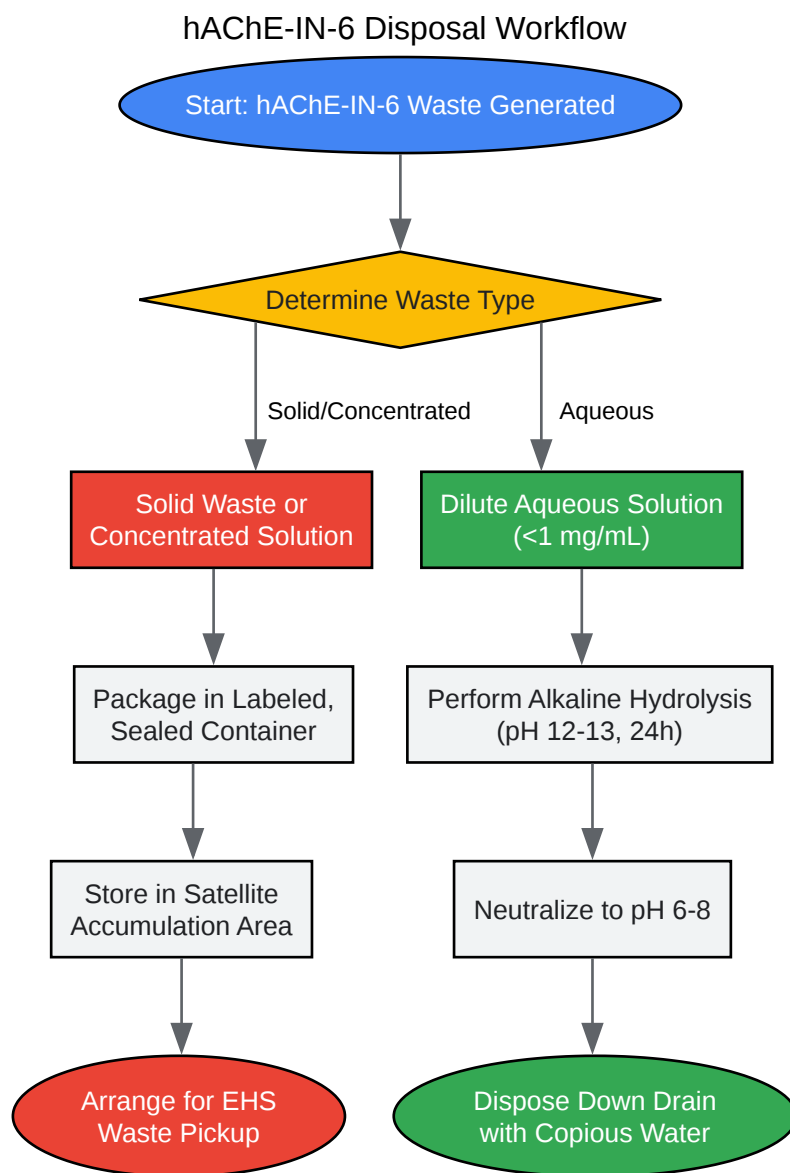 hAChE-IN-6 Disposal Workflow
Start: hAChE-IN-6 Waste Generated
Determine Waste Type
Solid/Concentrated
Aqueous
Solid Waste or
Concentrated Solution
Dilute Aqueous Solution
(<1 mg/mL)
Package in Labeled,
Sealed Container
Perform Alkaline Hydrolysis
(pH 12-13, 24h)
Store in Satellite
Accumulation Area
Neutralize to pH 6-8
Arrange for EHS
Waste Pickup
Dispose Down Drain
with Copious Water